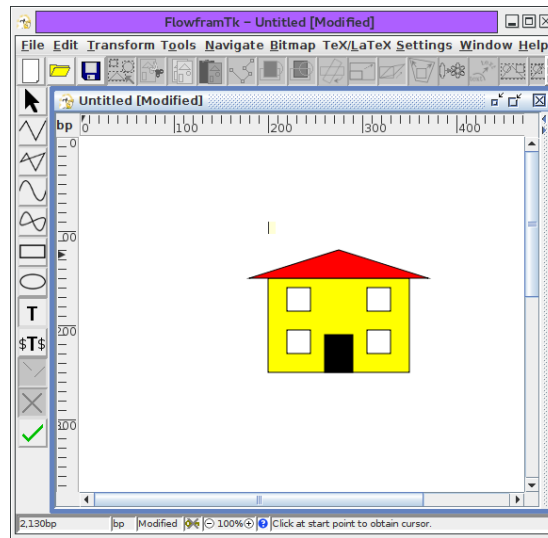 FlowframTk – Untitled [Modified]
File Edit Transform Tools Navigate Bitmap TeX/LaTeX Settings Window Help
Untitled [Modified]
bp 0 100 200 300 400
0
100
200
300
T
$T$
2,130bp bp Modified 100% Click at start point to obtain cursor.